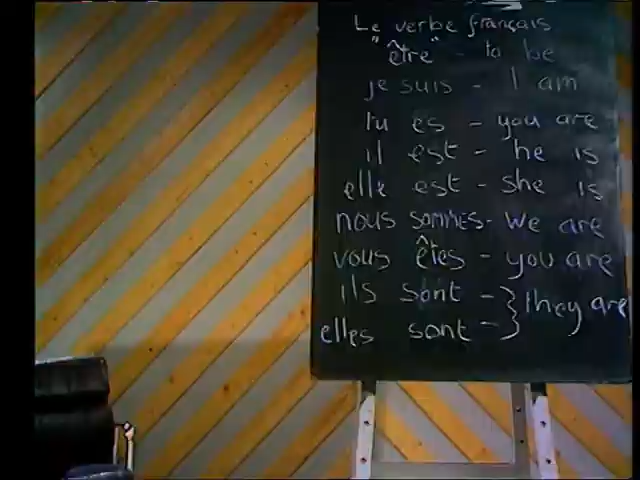 Le verbe français
"être" - to be
je suis - I am
tu es - you are
il est - he is
elle est - she is
nous sommes - we are
vous êtes - you are
ils sont - } they are
elles sont - }